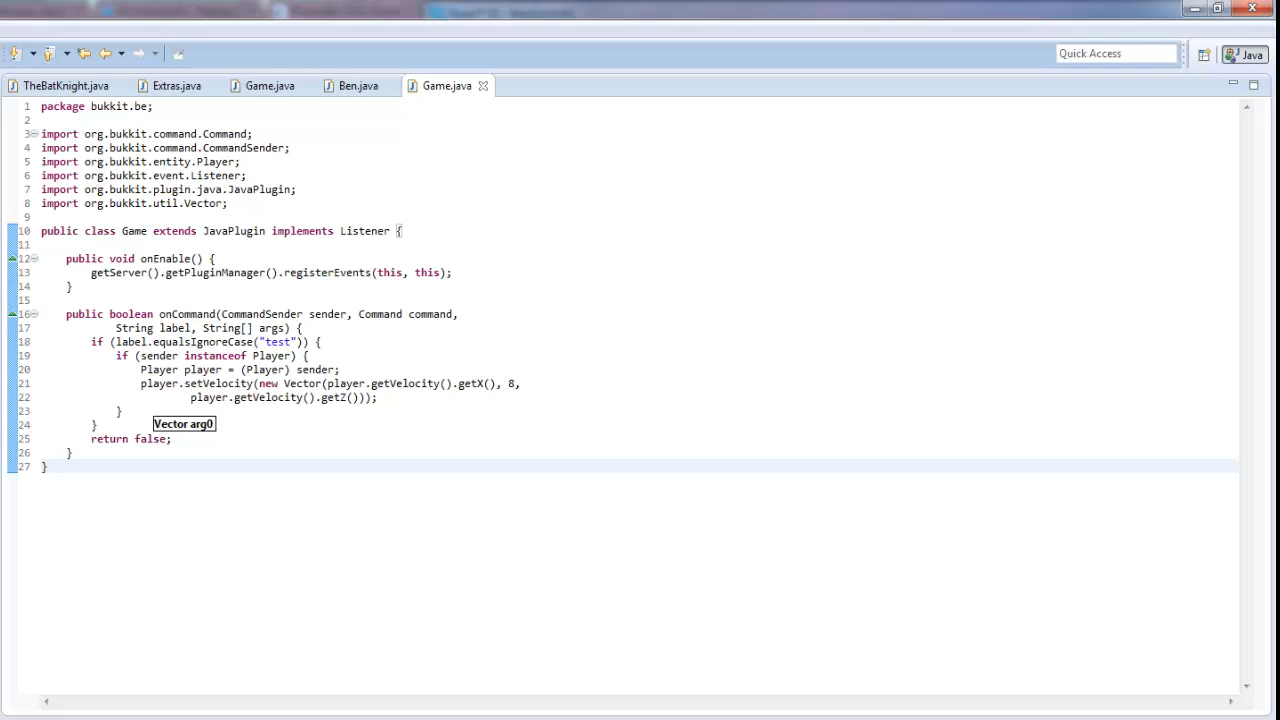 Quick Access
Java
TheBatKnight.java
Extras.java
Game.java
Ben.java
Game.java
1 package bukkit.be;
2
3 import org.bukkit.command.Command;
4 import org.bukkit.command.CommandSender;
5 import org.bukkit.entity.Player;
6 import org.bukkit.event.Listener;
7 import org.bukkit.plugin.java.JavaPlugin;
8 import org.bukkit.util.Vector;
9
10 public class Game extends JavaPlugin implements Listener {
11
12 public void onEnable() {
13 getServer().getPluginManager().registerEvents(this, this);
14 }
15
16 public boolean onCommand(CommandSender sender, Command command,
17 String label, String[] args) {
18 if (label.equalsIgnoreCase("test")) {
19 if (sender instanceof Player) {
20 Player player = (Player) sender;
21 player.setVelocity(new Vector(player.getVelocity().getX(), 8,
22 player.getVelocity().getZ()));
23 }
24 } Vector arg0
25 return false;
26 }
27 }